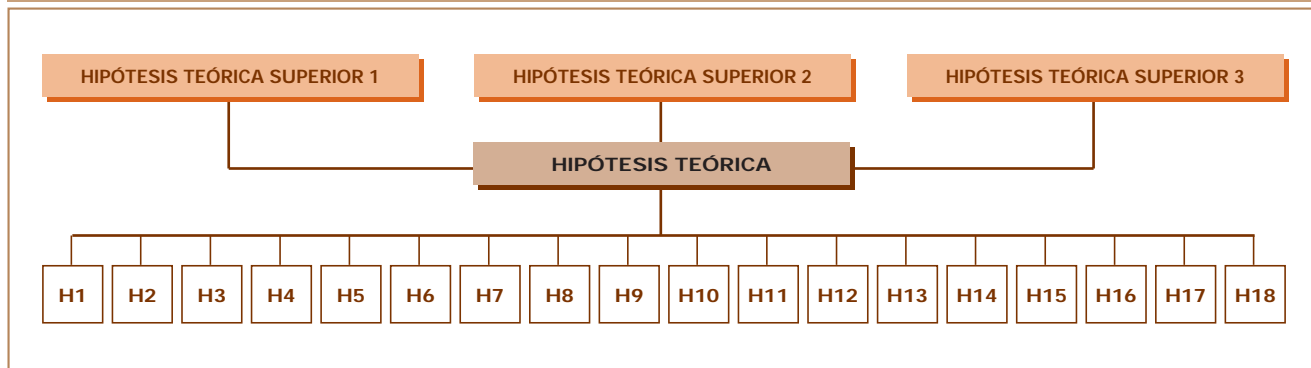 HIPÓTESIS TEÓRICA SUPERIOR 1
HIPÓTESIS TEÓRICA SUPERIOR 2
HIPÓTESIS TEÓRICA SUPERIOR 3
HIPÓTESIS TEÓRICA
H1 H2 H3 H4 H5 H6 H7 H8 H9 H10 H11 H12 H13 H14 H15 H16 H17 H18